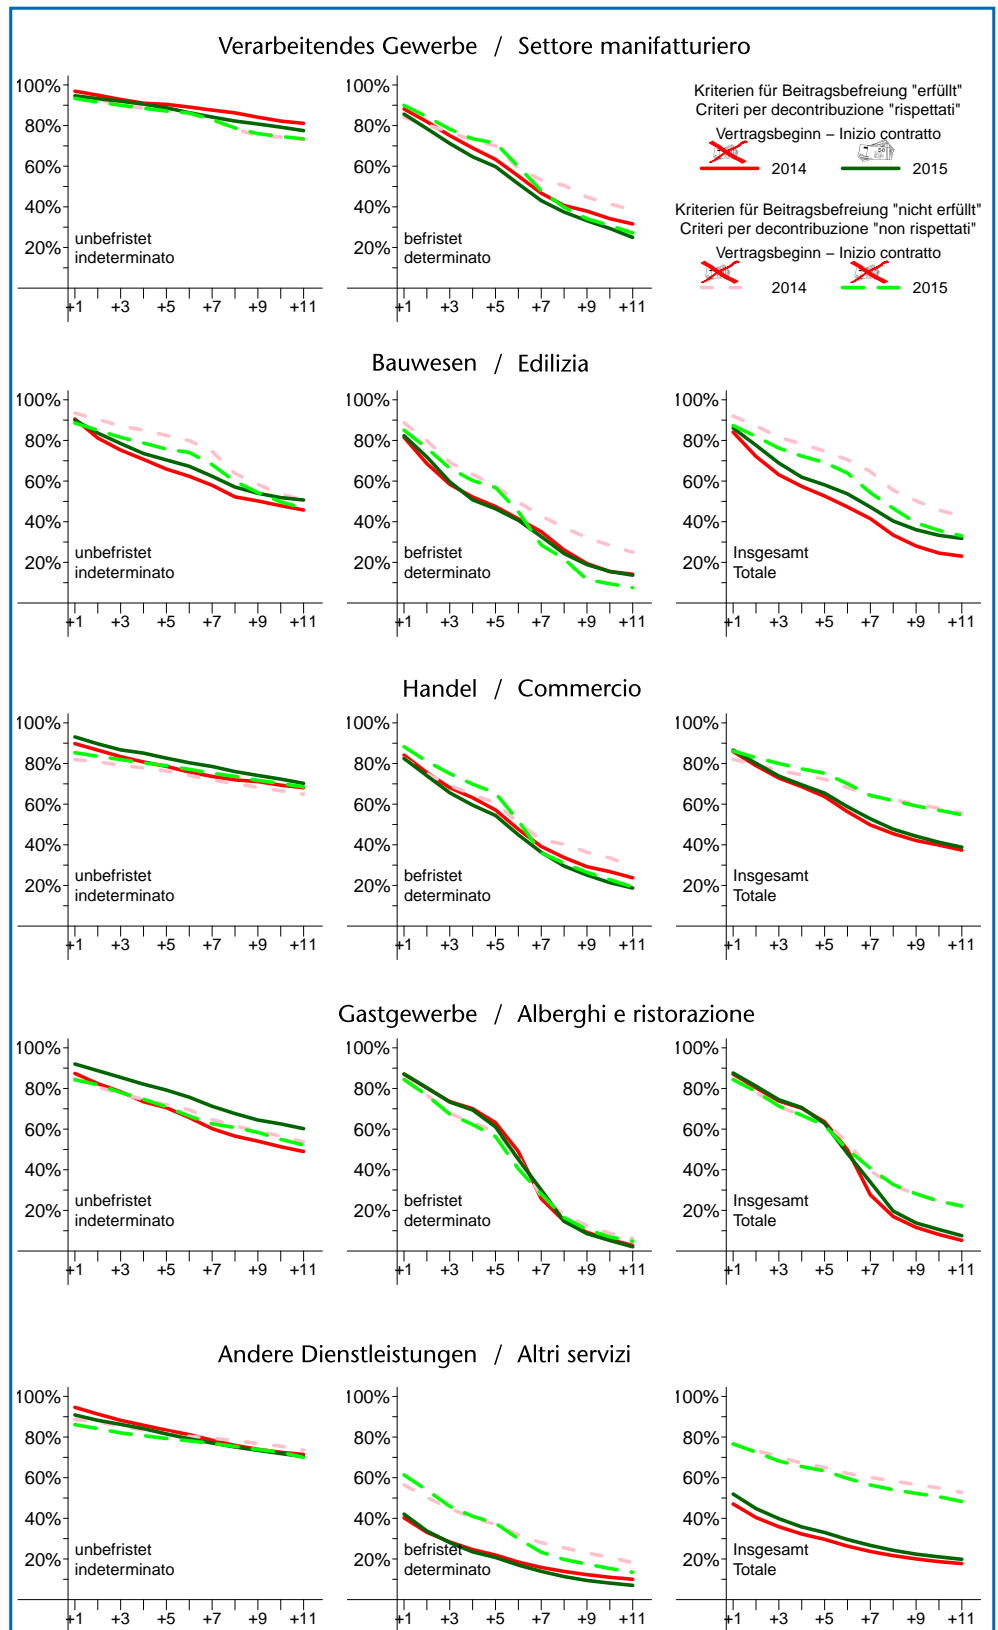 Verarbeitendes Gewerbe / Settore manifatturiero
100%
80%
60%
40%
20%
unbefristet
indeterminato
+1 +3 +5 +7 +9 +11
100%
80%
60%
40%
20%
befristet
determinato
+1 +3 +5 +7 +9 +11
Kriterien für Beitragsbefreiung "erfüllt"
Criteri per decontribuzione "rispettati"
Vertragsbeginn – Inizio contratto
2014 2015
Kriterien für Beitragsbefreiung "nicht erfüllt"
Criteri per decontribuzione "non rispettati"
Vertragsbeginn – Inizio contratto
2014 2015
Bauwesen / Edilizia
100%
80%
60%
40%
20%
unbefristet
indeterminato
+1 +3 +5 +7 +9 +11
100%
80%
60%
40%
20%
befristet
determinato
+1 +3 +5 +7 +9 +11
100%
80%
60%
40%
20%
Insgesamt
Totale
+1 +3 +5 +7 +9 +11
Handel / Commercio
100%
80%
60%
40%
20%
unbefristet
indeterminato
+1 +3 +5 +7 +9 +11
100%
80%
60%
40%
20%
befristet
determinato
+1 +3 +5 +7 +9 +11
100%
80%
60%
40%
20%
Insgesamt
Totale
+1 +3 +5 +7 +9 +11
Gastgewerbe / Alberghi e ristorazione
100%
80%
60%
40%
20%
unbefristet
indeterminato
+1 +3 +5 +7 +9 +11
100%
80%
60%
40%
20%
befristet
determinato
+1 +3 +5 +7 +9 +11
100%
80%
60%
40%
20%
Insgesamt
Totale
+1 +3 +5 +7 +9 +11
Andere Dienstleistungen / Altri servizi
100%
80%
60%
40%
20%
unbefristet
indeterminato
+1 +3 +5 +7 +9 +11
100%
80%
60%
40%
20%
befristet
determinato
+1 +3 +5 +7 +9 +11
100%
80%
60%
40%
20%
Insgesamt
Totale
+1 +3 +5 +7 +9 +11